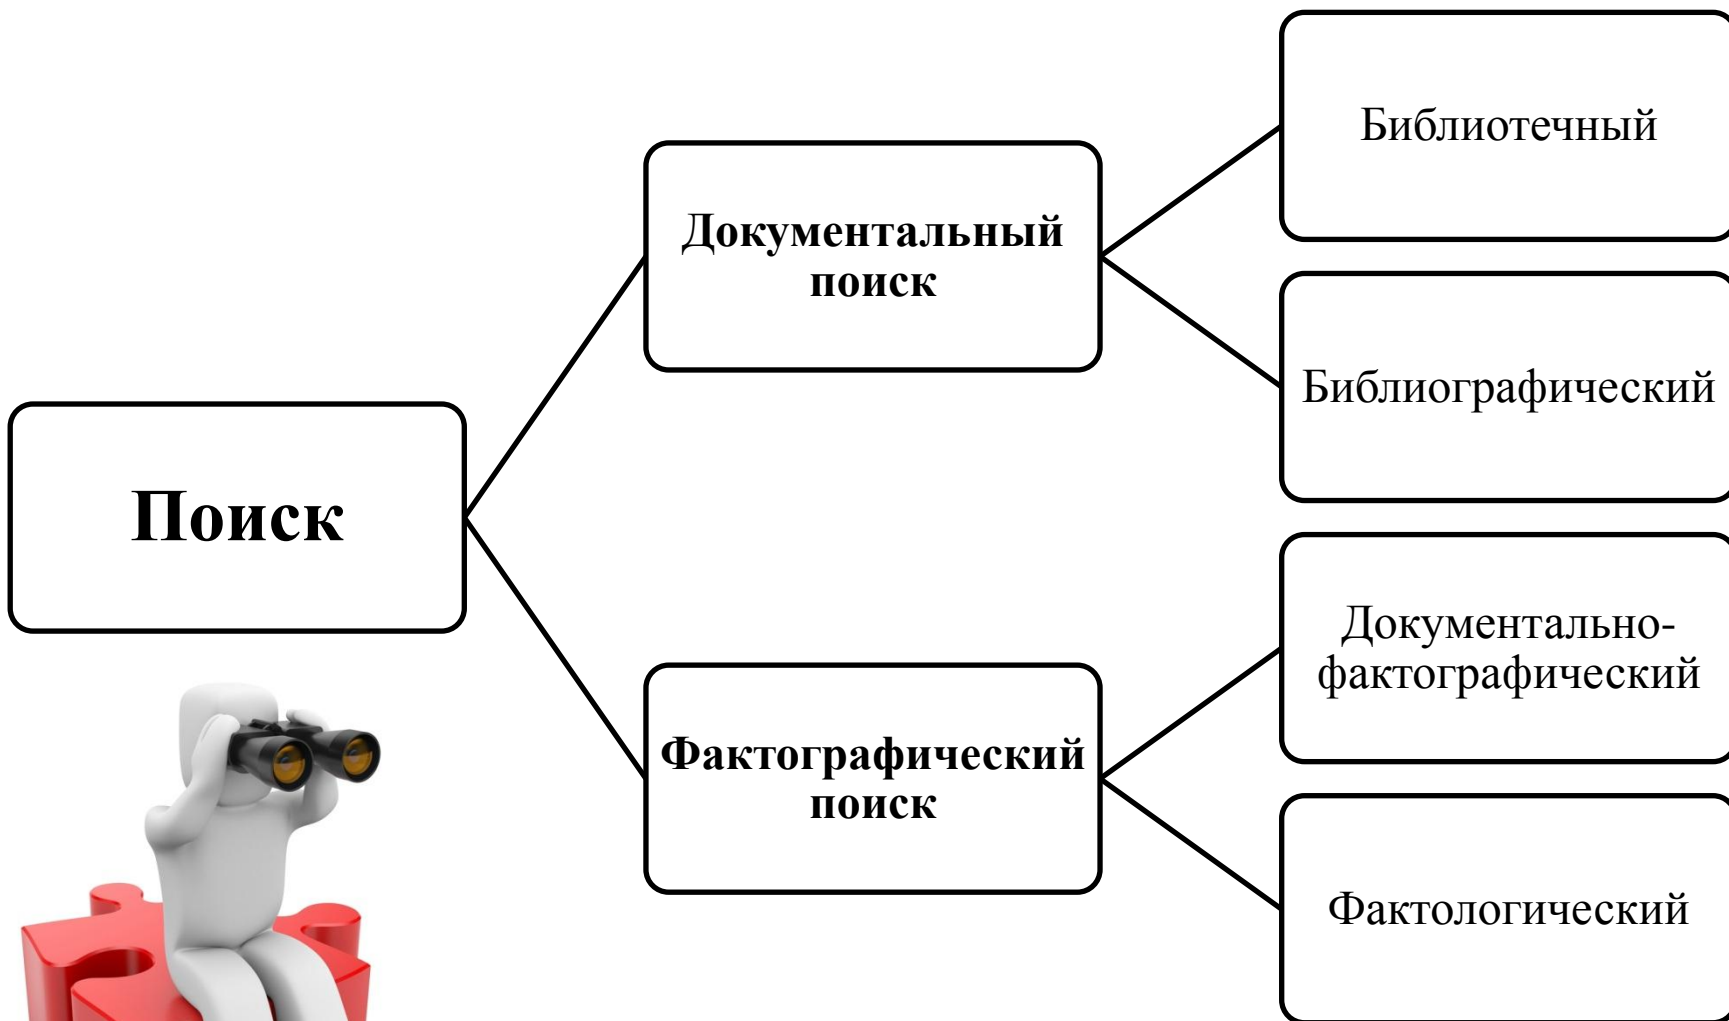 Поиск
Документальный
поиск
Библиотечный
Библиографический
Фактографический
поиск
Документально-
фактографический
Фактологический